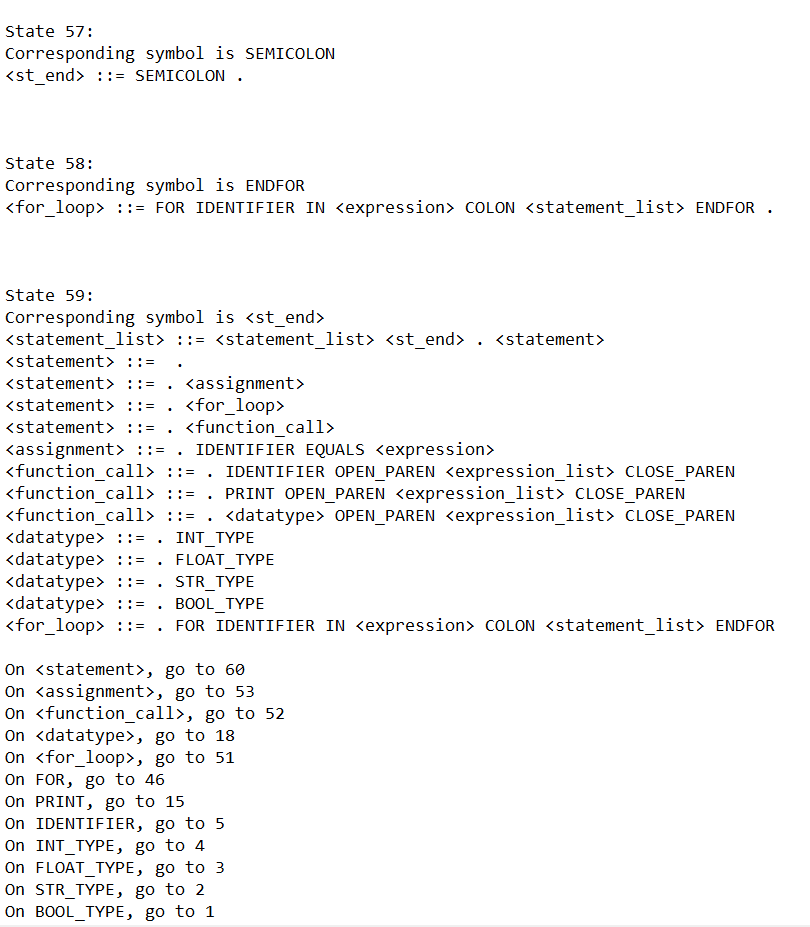 State 57:
Corresponding symbol is SEMICOLON
<st_end> ::= SEMICOLON .
State 58:
Corresponding symbol is ENDFOR
<for_loop> ::= FOR IDENTIFIER IN <expression> COLON <statement_list> ENDFOR .
State 59:
Corresponding symbol is <st_end>
<statement_list> ::= <statement_list> <st_end> . <statement>
<statement> ::=  .
<statement> ::= . <assignment>
<statement> ::= . <for_loop>
<statement> ::= . <function_call>
<assignment> ::= . IDENTIFIER EQUALS <expression>
<function_call> ::= . IDENTIFIER OPEN_PAREN <expression_list> CLOSE_PAREN
<function_call> ::= . PRINT OPEN_PAREN <expression_list> CLOSE_PAREN
<function_call> ::= . <datatype> OPEN_PAREN <expression_list> CLOSE_PAREN
<datatype> ::= . INT_TYPE
<datatype> ::= . FLOAT_TYPE
<datatype> ::= . STR_TYPE
<datatype> ::= . BOOL_TYPE
<for_loop> ::= . FOR IDENTIFIER IN <expression> COLON <statement_list> ENDFOR
On <statement>, go to 60
On <assignment>, go to 53
On <function_call>, go to 52
On <datatype>, go to 18
On <for_loop>, go to 51
On FOR, go to 46
On PRINT, go to 15
On IDENTIFIER, go to 5
On INT_TYPE, go to 4
On FLOAT_TYPE, go to 3
On STR_TYPE, go to 2
On BOOL_TYPE, go to 1